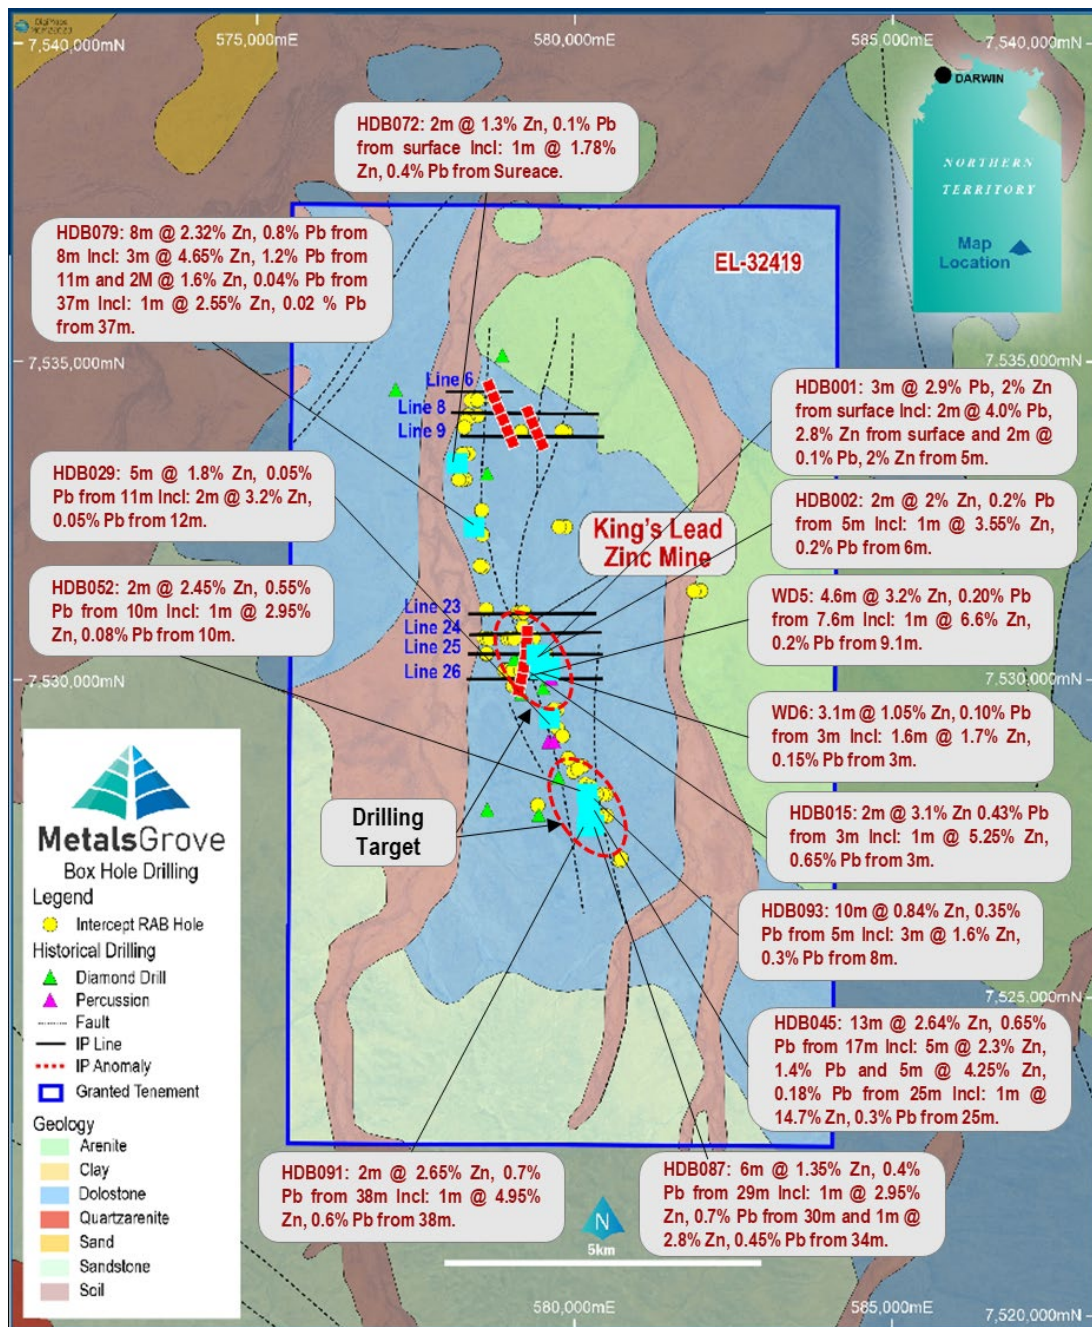 7,540,000mN
575,000mE
580,000mE
585,000mE
7,540,000mN
DARWIN
NORTHERN
TERRITORY
Map
Location
HDB072: 2m @ 1.3% Zn, 0.1% Pb
from surface Incl: 1m @ 1.78%
Zn, 0.4% Pb from Sureace.
HDB079: 8m @ 2.32% Zn, 0.8% Pb from
8m Incl: 3m @ 4.65% Zn, 1.2% Pb from
11m and 2M @ 1.6% Zn, 0.04% Pb from
37m Incl: 1m @ 2.55% Zn, 0.02 % Pb
from 37m.
EL-32419
7,535,000mN
7,535,000mN
Line 6
Line 8
Line 9
HDB001: 3m @ 2.9% Pb, 2% Zn
from surface Incl: 2m @ 4.0% Pb,
2.8% Zn from surface and 2m @
0.1% Pb, 2% Zn from 5m.
HDB029: 5m @ 1.8% Zn, 0.05%
Pb from 11m Incl: 2m @ 3.2% Zn,
0.05% Pb from 12m.
HDB002: 2m @ 2% Zn, 0.2% Pb
from 5m Incl: 1m @ 3.55% Zn,
0.2% Pb from 6m.
King's Lead
Zinc Mine
HDB052: 2m @ 2.45% Zn, 0.55%
Pb from 10m Incl: 1m @ 2.95%
Zn, 0.08% Pb from 10m.
Line 23
Line 24
Line 25
Line 26
WD5: 4.6m @ 3.2% Zn, 0.20% Pb
from 7.6m Incl: 1m @ 6.6% Zn,
0.2% Pb from 9.1m.
7,530,000mN
7,530,000mN
WD6: 3.1m @ 1.05% Zn, 0.10% Pb
from 3m Incl: 1.6m @ 1.7% Zn,
0.15% Pb from 3m.
Drilling
Target
HDB015: 2m @ 3.1% Zn 0.43% Pb
from 3m Incl: 1m @ 5.25% Zn,
0.65% Pb from 3m.
HDB093: 10m @ 0.84% Zn, 0.35%
Pb from 5m Incl: 3m @ 1.6% Zn,
0.3% Pb from 8m.
7,525,000mN
HDB045: 13m @ 2.64% Zn, 0.65%
Pb from 17m Incl: 5m @ 2.3% Zn,
1.4% Pb and 5m @ 4.25% Zn,
0.18% Pb from 25m Incl: 1m @
14.7% Zn, 0.3% Pb from 25m.
HDB091: 2m @ 2.65% Zn, 0.7%
Pb from 38m Incl: 1m @ 4.95%
Zn, 0.6% Pb from 38m.
HDB087: 6m @ 1.35% Zn, 0.4%
Pb from 29m Incl: 1m @ 2.95%
Zn, 0.7% Pb from 30m and 1m @
2.8% Zn, 0.45% Pb from 34m.
MetalsGrove
Box Hole Drilling
Legend
Intercept RAB Hole
Historical Drilling
Diamond Drill
Percussion
Fault
IP Line
IP Anomaly
Granted Tenement
Geology
Arenite
Clay
Dolostone
Quartzarenite
Sand
Sandstone
Soil
N
5km
580,000mE
585,000mE
7,520,000mN